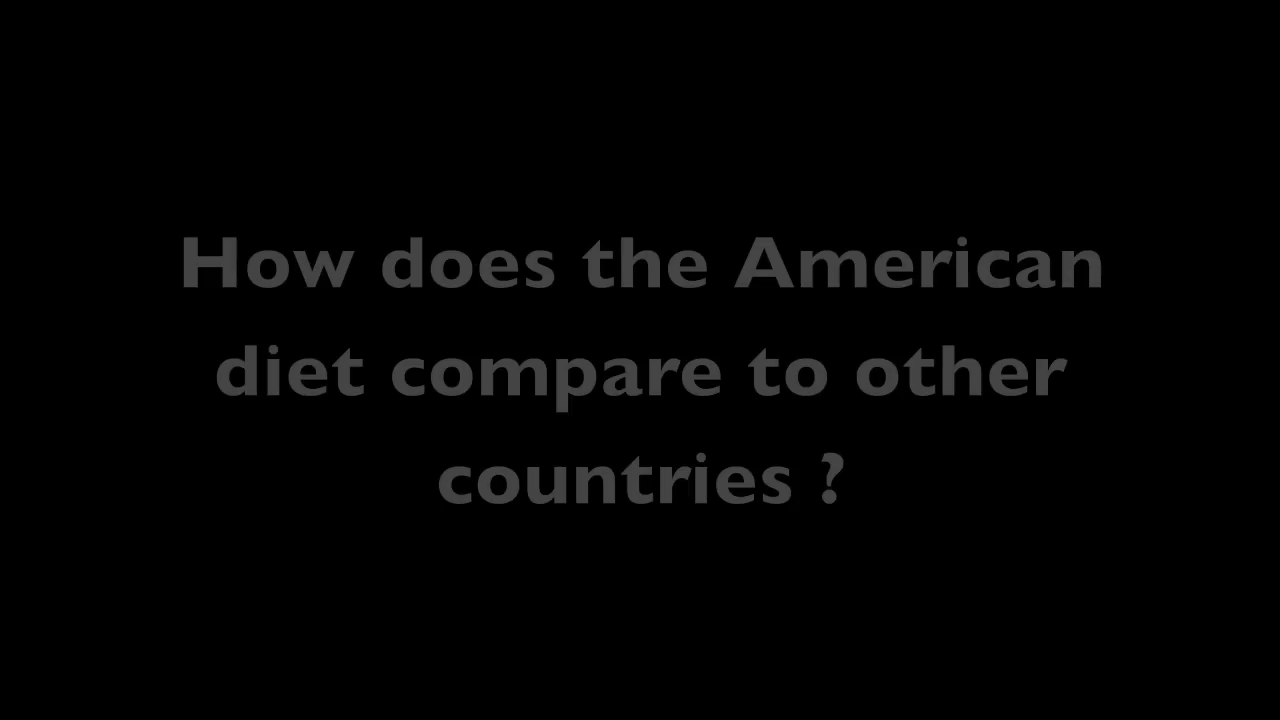 How does the American
diet compare to other
countries ?